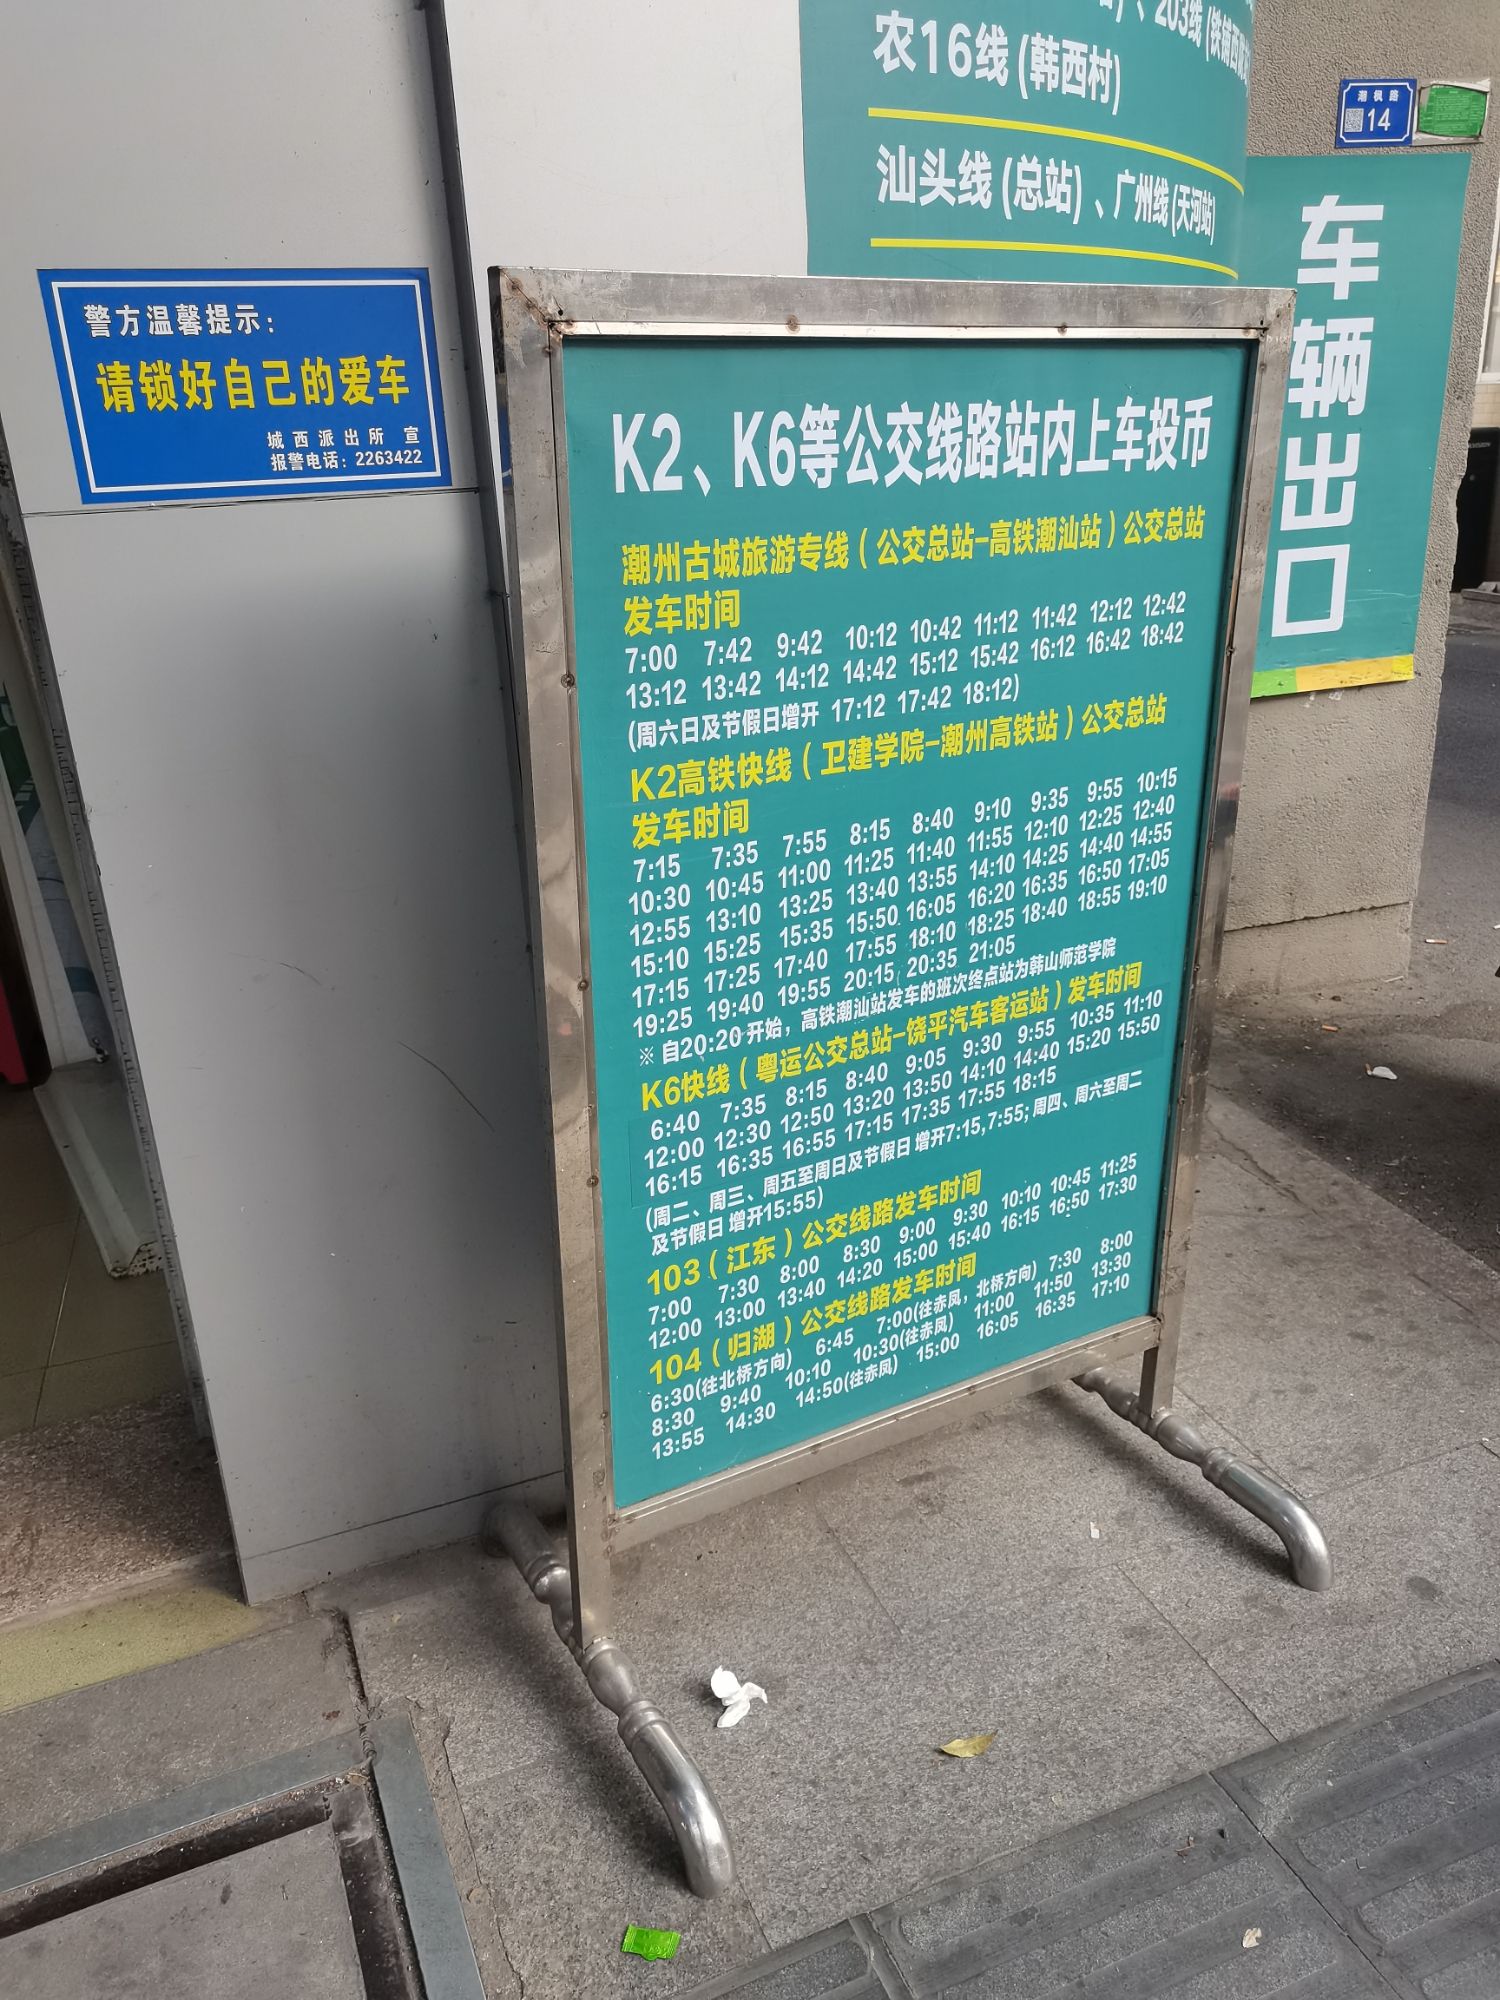 203线(铁铺西
农16线(韩西村)
汕头线(总站)、广州线(天河站)
潮枫路
14
车辆出口
警方温馨提示：
请锁好自己的爱车
城西派出所 宣
报警电话：2263422
K2、K6等公交线路站内上车投币
潮州古城旅游专线（公交总站-高铁潮汕站）公交总站
发车时间
7:00 7:42 9:42 10:12 10:42 11:12 11:42 12:12 12:42
13:12 13:42 14:12 14:42 15:12 15:42 16:12 16:42 18:42
(周六日及节假日增开 17:12 17:42 18:12)
K2高铁快线（卫建学院-潮州高铁站）公交总站
发车时间
7:15 7:35 7:55 8:15 8:40 9:10 9:35 9:55 10:15
10:30 10:45 11:00 11:25 11:40 11:55 12:10 12:25 12:40
12:55 13:10 13:25 13:40 13:55 14:10 14:25 14:40 14:55
15:10 15:25 15:35 15:50 16:05 16:20 16:35 16:50 17:05
17:15 17:25 17:40 17:55 18:10 18:25 18:40 18:55 19:10
19:25 19:40 19:55 20:15 20:35 21:05
※ 自20:20开始，高铁潮汕站发车的班次终点站为韩山师范学院
K6快线（粤运公交总站-饶平汽车客运站）发车时间
6:40 7:35 8:15 8:40 9:05 9:30 9:55 10:35 11:10
12:00 12:30 12:50 13:20 13:50 14:10 14:40 15:20 15:50
16:15 16:35 16:55 17:15 17:35 17:55 18:15
(周二、周三、周五至周日及节假日 增开7:15,7:55; 周四、周六至周二
及节假日 增开15:55)
103（江东）公交线路发车时间
7:00 7:30 8:00 8:30 9:00 9:30 10:10 10:45 11:25
12:00 13:00 13:40 14:20 15:00 15:40 16:15 16:50 17:30
104（归湖）公交线路发车时间
6:30(往北桥方向) 6:45 7:00(往赤凤，北桥方向) 7:30 8:00
8:30 9:40 10:10 10:30(往赤凤) 11:00 11:50 13:30
13:55 14:30 14:50(往赤凤) 15:00 16:05 16:35 17:10